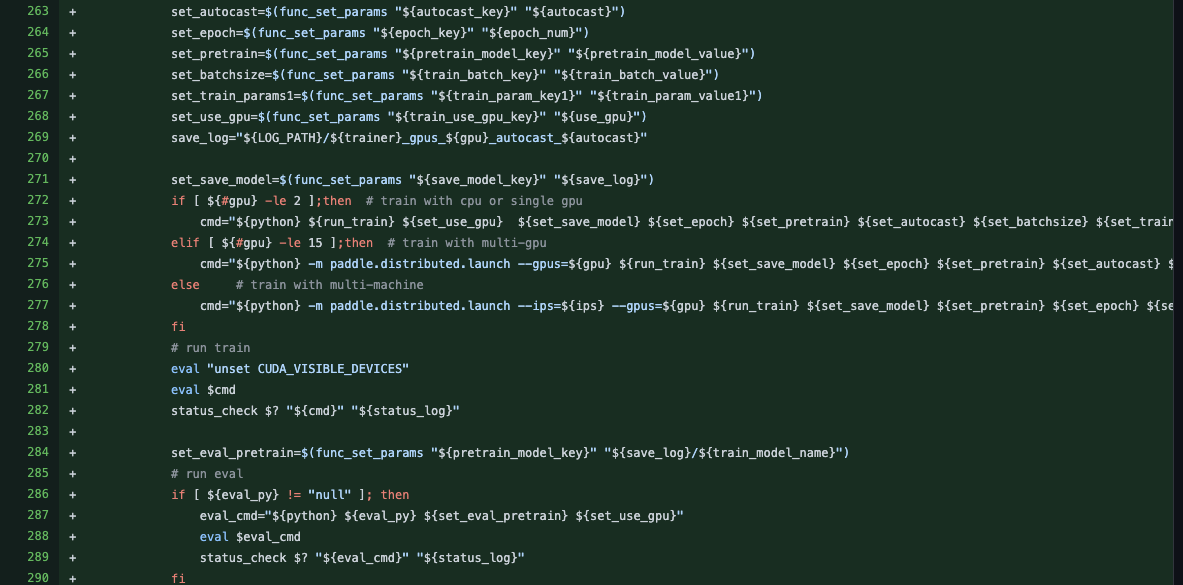 263 + set_autocast=$(func_set_params "${autocast_key}" "${autocast}")
264 + set_epoch=$(func_set_params "${epoch_key}" "${epoch_num}")
265 + set_pretrain=$(func_set_params "${pretrain_model_key}" "${pretrain_model_value}")
266 + set_batchsize=$(func_set_params "${train_batch_key}" "${train_batch_value}")
267 + set_train_params1=$(func_set_params "${train_param_key1}" "${train_param_value1}")
268 + set_use_gpu=$(func_set_params "${train_use_gpu_key}" "${use_gpu}")
269 + save_log="${LOG_PATH}/${trainer}_gpus_${gpu}_autocast_${autocast}"
270 +
271 + set_save_model=$(func_set_params "${save_model_key}" "${save_log}")
272 + if [ ${#gpu} -le 2 ];then  # train with cpu or single gpu
273 + cmd="${python} ${run_train} ${set_use_gpu}  ${set_save_model} ${set_epoch} ${set_pretrain} ${set_autocast} ${set_batchsize} ${set_train
274 + elif [ ${#gpu} -le 15 ];then  # train with multi-gpu
275 + cmd="${python} -m paddle.distributed.launch --gpus=${gpu} ${run_train} ${set_save_model} ${set_epoch} ${set_pretrain} ${set_autocast} $
276 + else     # train with multi-machine
277 + cmd="${python} -m paddle.distributed.launch --ips=${ips} --gpus=${gpu} ${run_train} ${set_save_model} ${set_pretrain} ${set_epoch} ${se
278 + fi
279 + # run train
280 + eval "unset CUDA_VISIBLE_DEVICES"
281 + eval $cmd
282 + status_check $? "${cmd}" "${status_log}"
283 +
284 + set_eval_pretrain=$(func_set_params "${pretrain_model_key}" "${save_log}/${train_model_name}")
285 + # run eval
286 + if [ ${eval_py} != "null" ]; then
287 + eval_cmd="${python} ${eval_py} ${set_eval_pretrain} ${set_use_gpu}"
288 + eval $eval_cmd
289 + status_check $? "${eval_cmd}" "${status_log}"
290 + fi